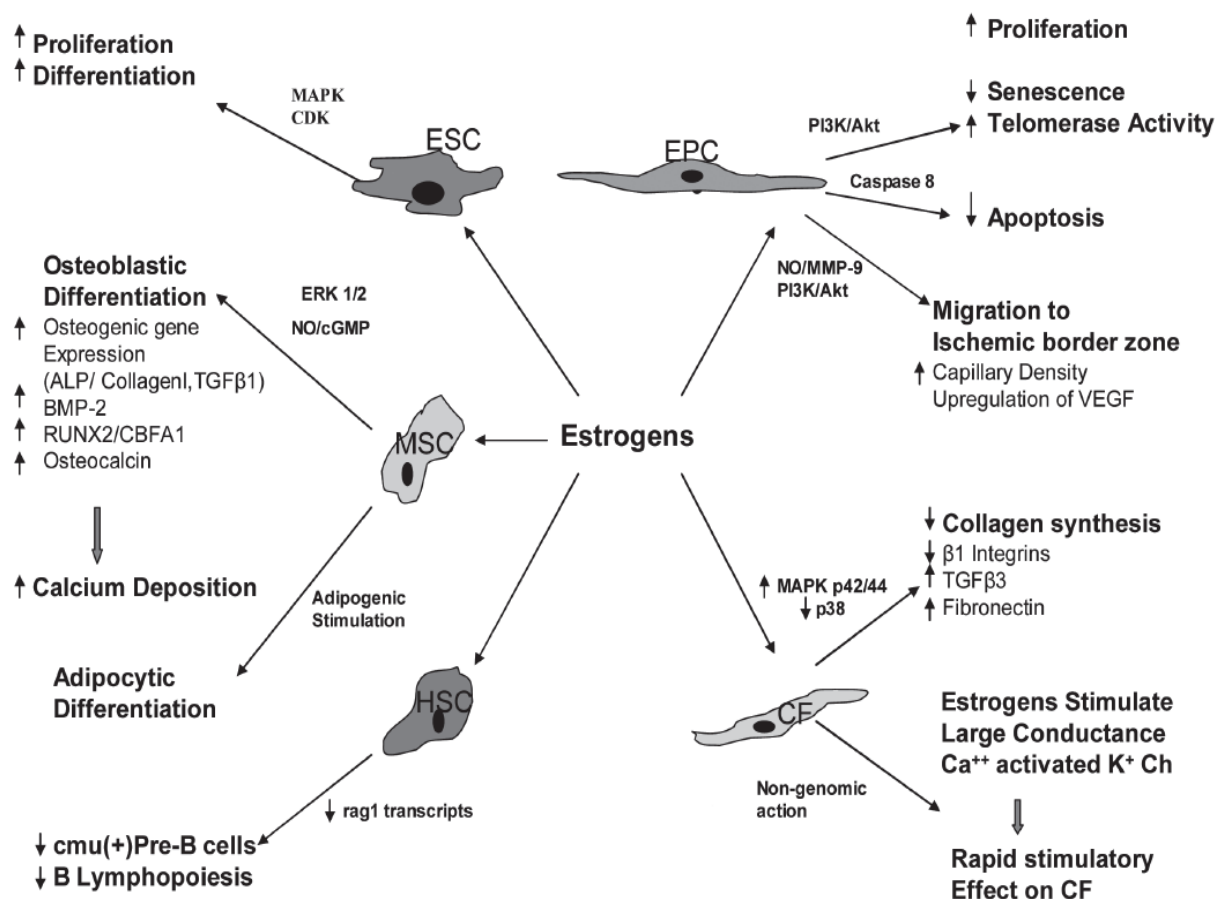 ↑ Proliferation
↑ Differentiation
MAPK
CDK
ESC
EPC
PI3K/Akt
↑ Proliferation
↓ Senescence
↑ Telomerase Activity
Caspase 8
↓ Apoptosis
NO/MMP-9
PI3K/Akt
Migration to
Ischemic border zone
↑ Capillary Density
Upregulation of VEGF
Osteoblastic
Differentiation
↑ Osteogenic gene
Expression
(ALP/ CollagenI,TGFβ1)
↑ BMP-2
↑ RUNX2/CBFA1
↑ Osteocalcin
↑ Calcium Deposition
ERK 1/2
NO/cGMP
MSC
Estrogens
Adipogenic
Stimulation
Adipocytic
Differentiation
HSC
↓ rag1 transcripts
↓ cmu(+)Pre-B cells
↓ B Lymphopoiesis
↑ MAPK p42/44
↓ p38
↓ Collagen synthesis
↓ β1 Integrins
↑ TGFβ3
↑ Fibronectin
CF
Non-genomic
action
Estrogens Stimulate
Large Conductance
Ca⁺⁺ activated K⁺ Ch
Rapid stimulatory
Effect on CF